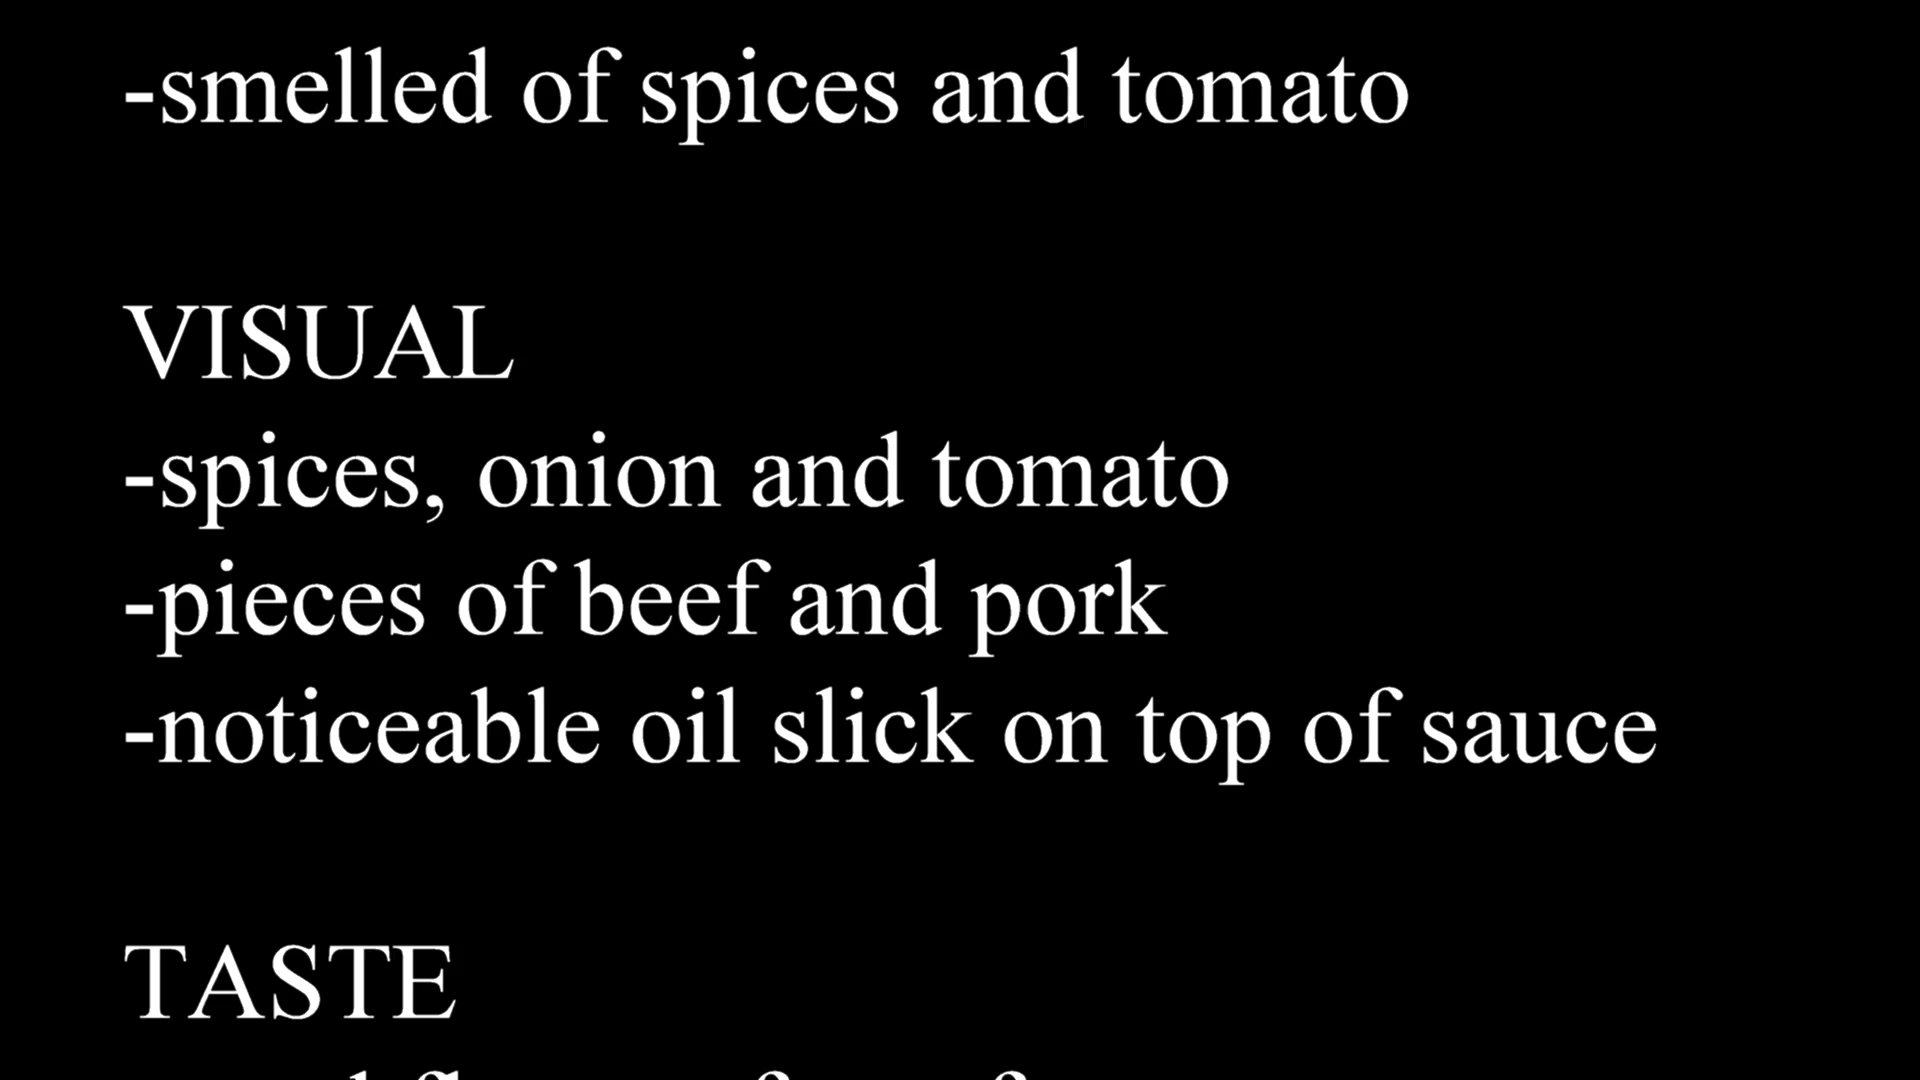 -smelled of spices and tomato
VISUAL
-spices, onion and tomato
-pieces of beef and pork
-noticeable oil slick on top of sauce
TASTE